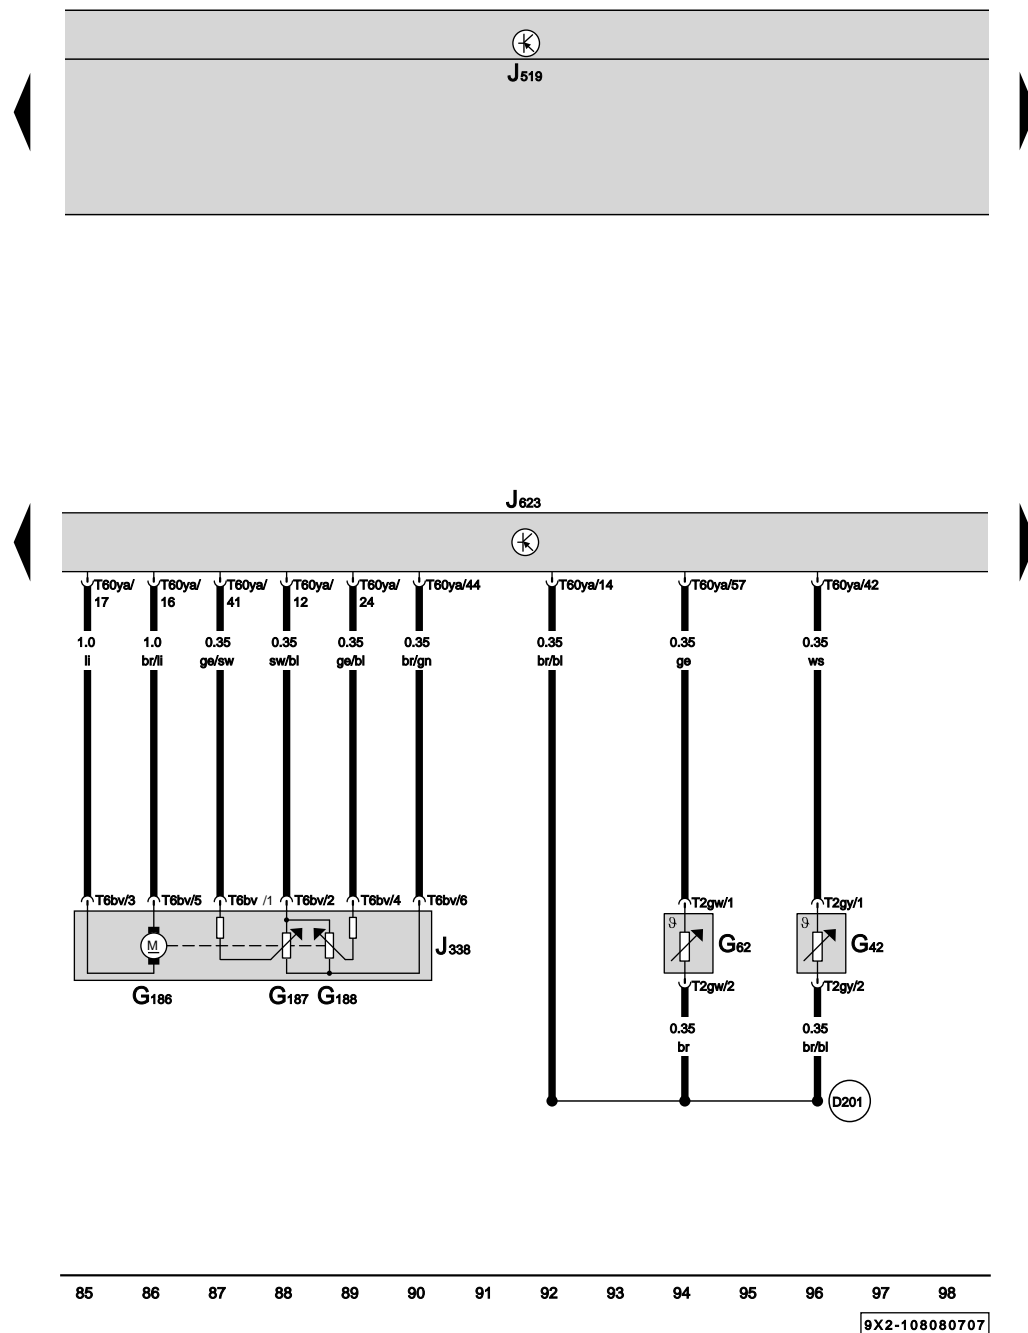 J519
J623
T60ya/ T60ya/ T60ya/ T60ya/ T60ya/ T60ya/44 T60ya/14 T60ya/57 T60ya/42
17 16 41 12 24
1.0 1.0 0.35 0.35 0.35 0.35 0.35 0.35 0.35
li br/li ge/sw sw/bl ge/bl br/gn br/bl ge ws
T6bv/3 T6bv/5 T6bv /1 T6bv/2 T6bv/4 T6bv/6 T2gw/1 T2gy/1
ϑ ϑ
M J338 G62 G42
T2gw/2 T2gy/2
G186 G187 G188
0.35 0.35
br br/bl
D201
85 86 87 88 89 90 91 92 93 94 95 96 97 98
9X2-108080707